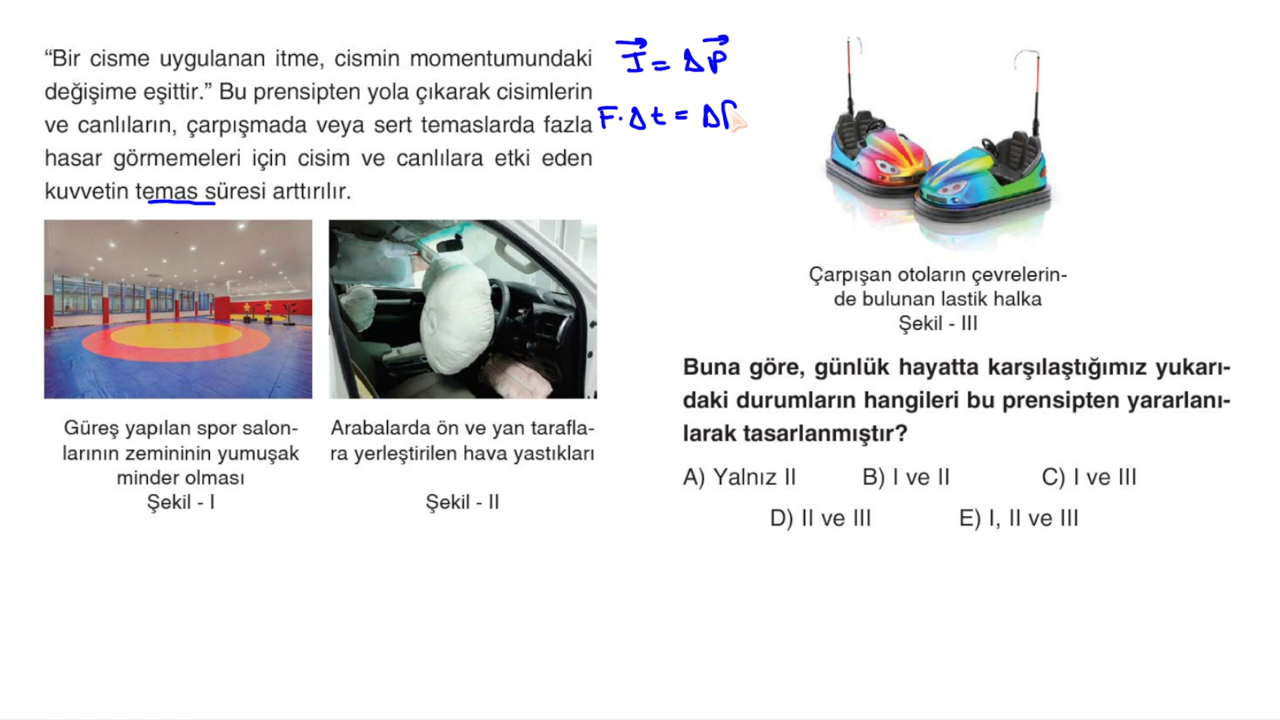 “Bir cisme uygulanan itme, cismin momentumundaki
değişime eşittir.” Bu prensipten yola çıkarak cisimlerin
ve canlıların, çarpışmada veya sert temaslarda fazla
hasar görmemeleri için cisim ve canlılara etki eden
kuvvetin temas süresi arttırılır.
I = ΔP
F.Δt = Δ
Güreş yapılan spor salon-
larının zemininin yumuşak
minder olması
Şekil - I
Arabalarda ön ve yan tarafla-
ra yerleştirilen hava yastıkları
Şekil - II
Çarpışan otoların çevrelerin-
de bulunan lastik halka
Şekil - III
Buna göre, günlük hayatta karşılaştığımız yukarı-
daki durumların hangileri bu prensipten yararlanı-
larak tasarlanmıştır?
A) Yalnız II B) I ve II C) I ve III
D) II ve III E) I, II ve III